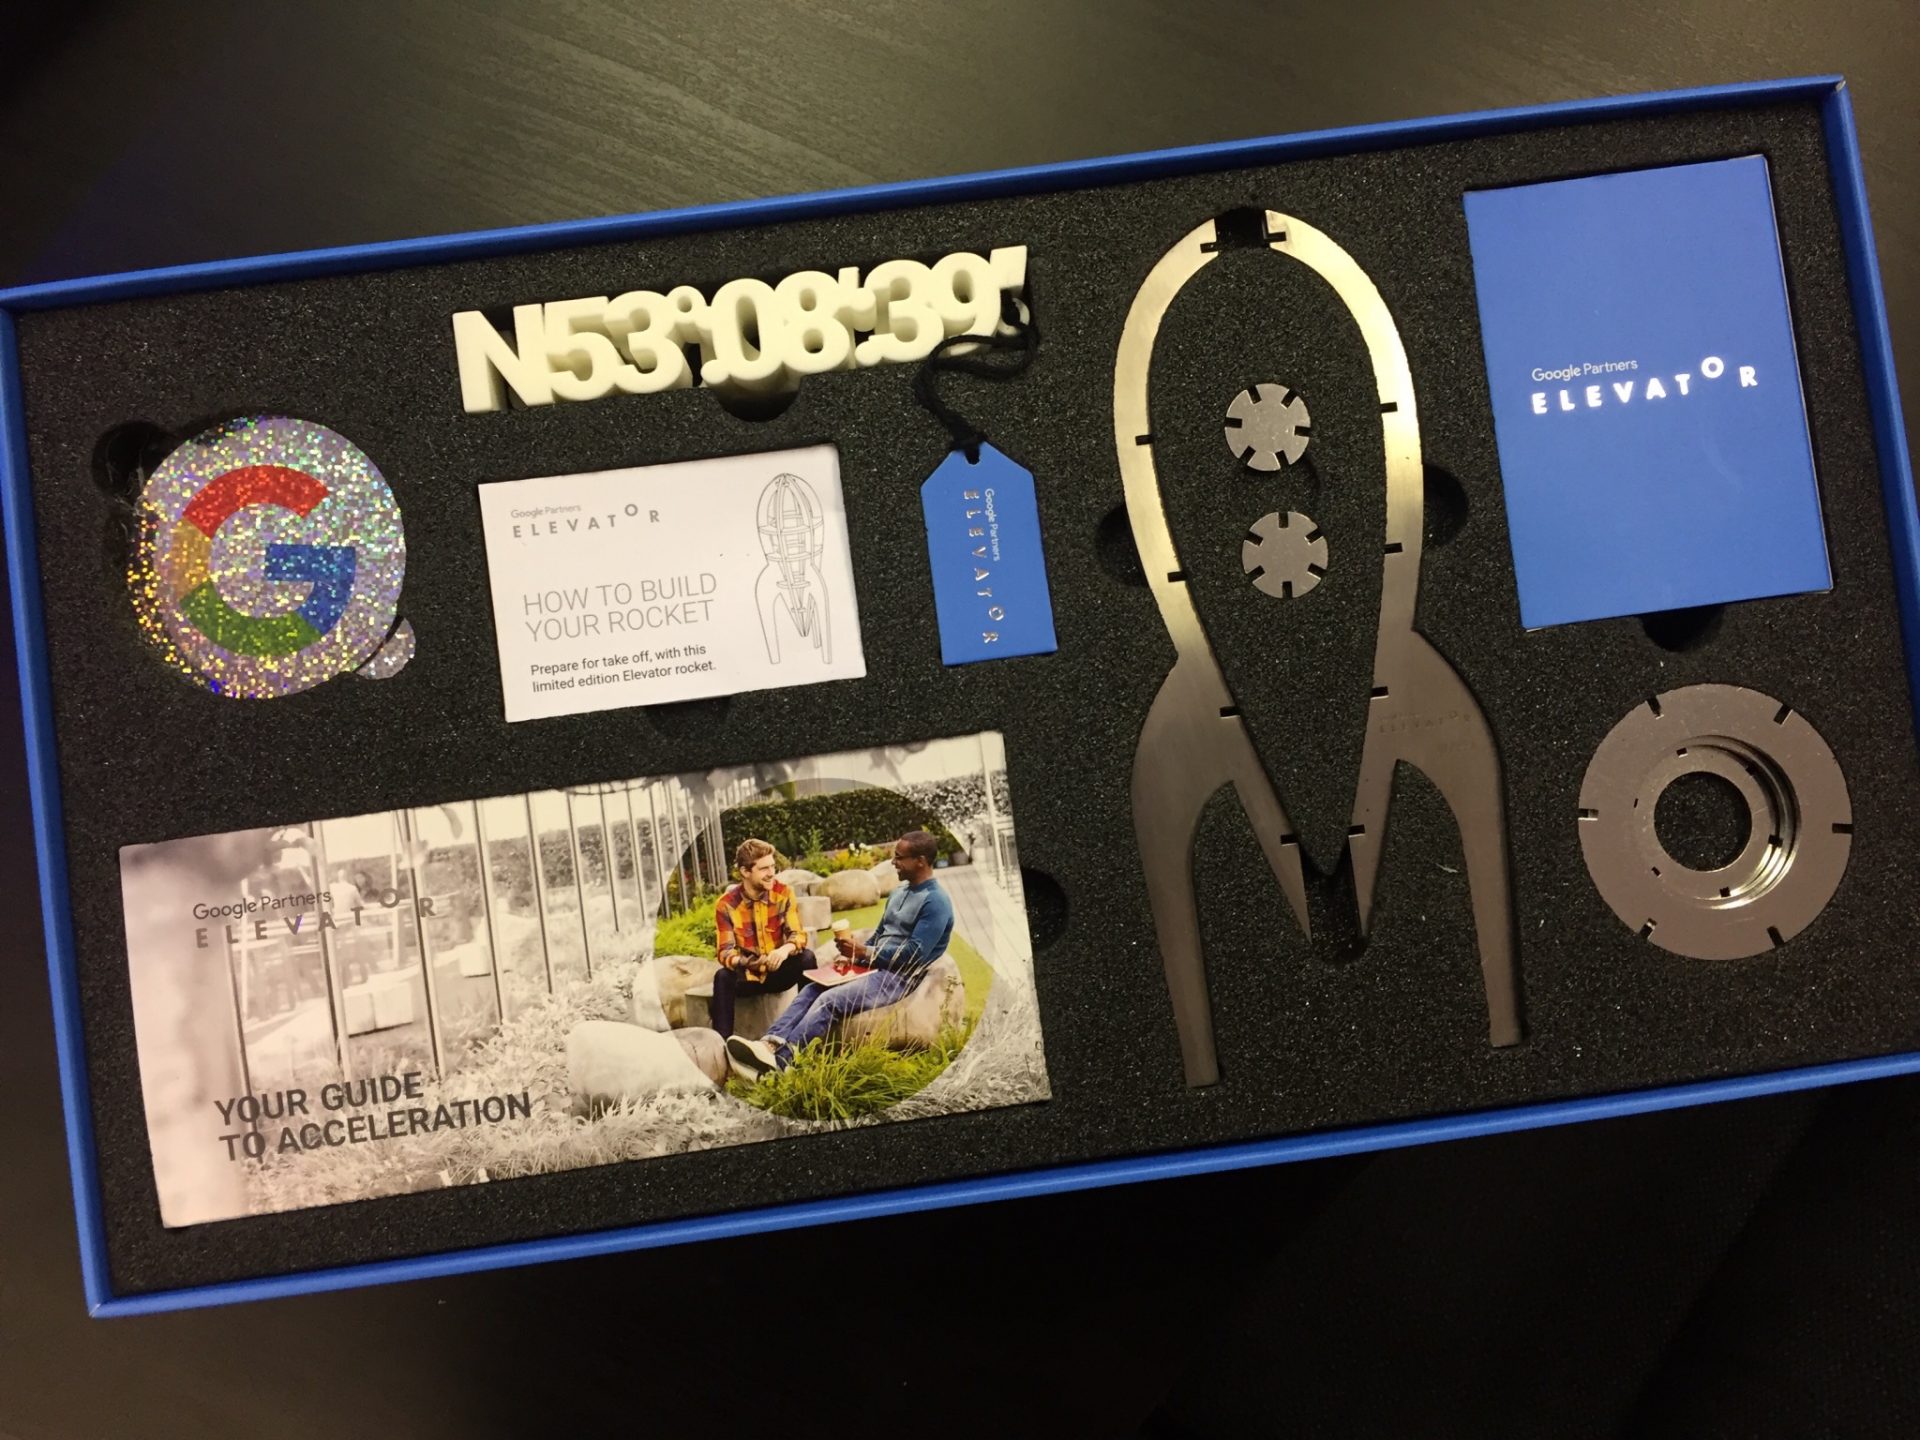 N53°:08':39"
G
Google Partners
ELEVATOR
HOW TO BUILD
YOUR ROCKET
Prepare for take off, with this
limited edition Elevator rocket.
Google Partners
ELEVATOR
Google Partners
ELEVATOR
Google Partners
ELEVATOR
YOUR GUIDE
TO ACCELERATION
ELEVATOR